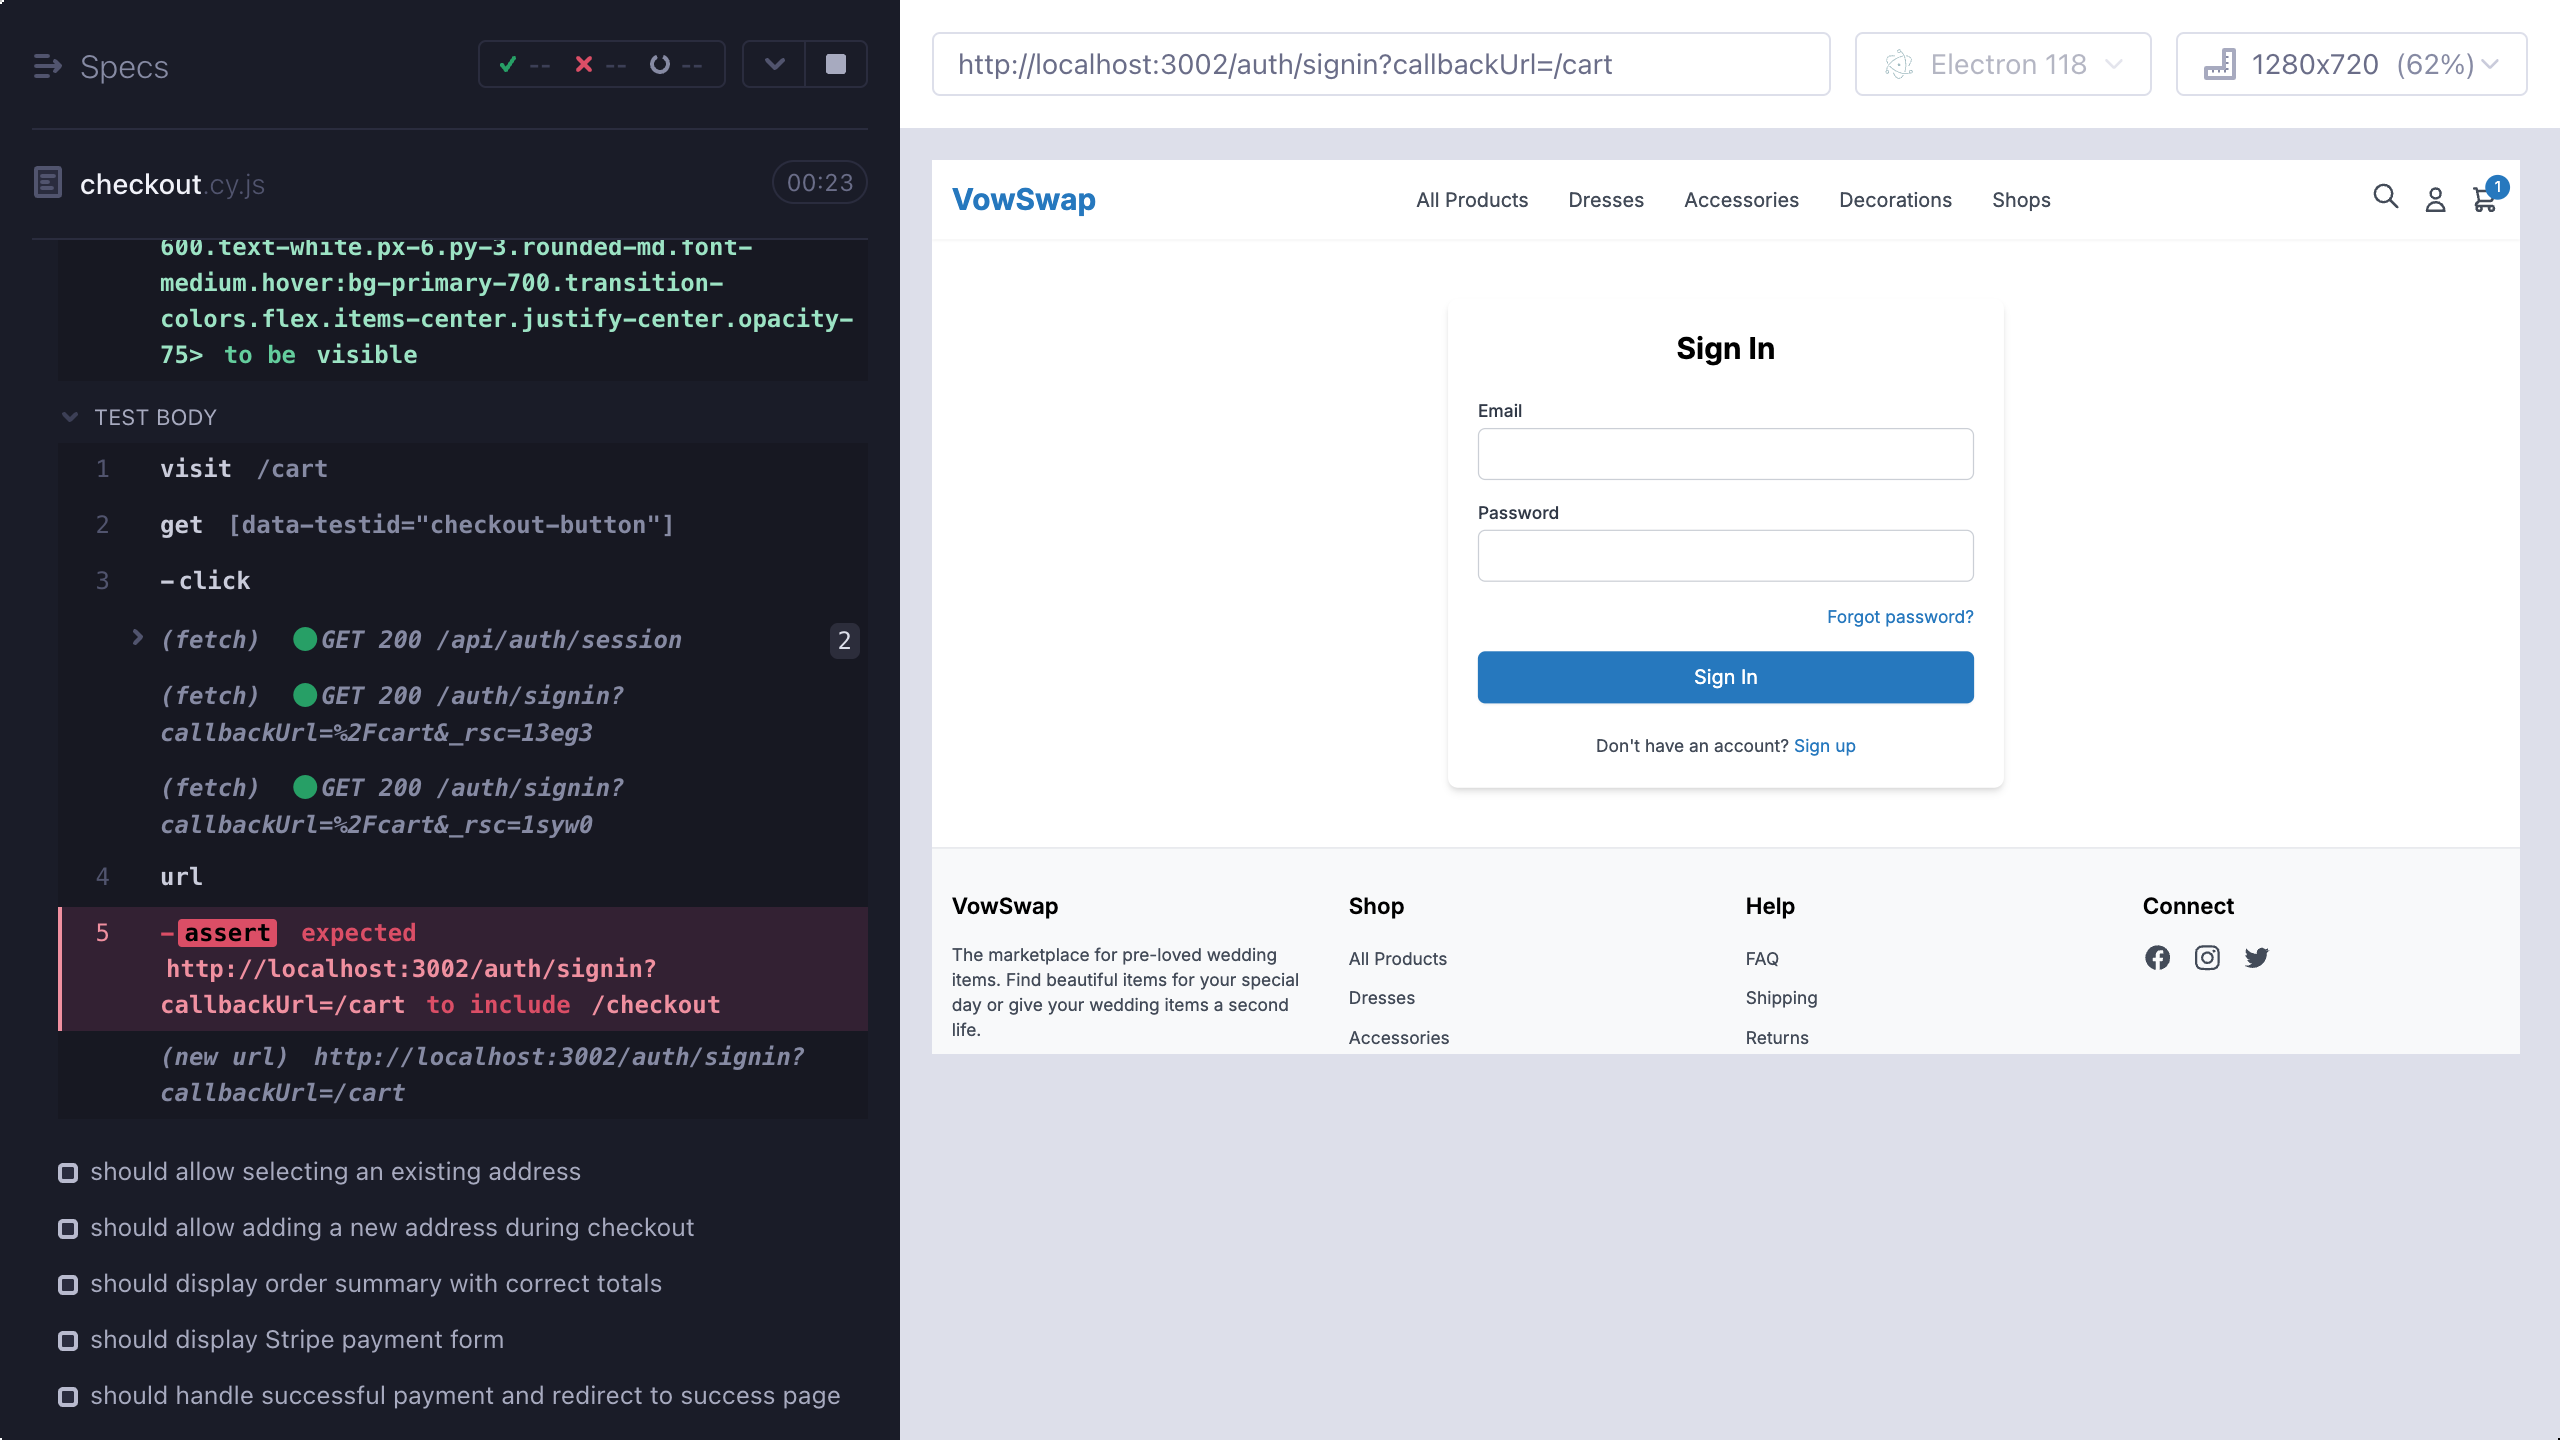 Specs
-- -- --
checkout.cy.js
00:23
600.text-white.px-6.py-3.rounded-md.font-
medium.hover:bg-primary-700.transition-
colors.flex.items-center.justify-center.opacity-
75> to be visible
TEST BODY
1 visit /cart
2 get [data-testid="checkout-button"]
3 -click
(fetch) GET 200 /api/auth/session 2
(fetch) GET 200 /auth/signin?
callbackUrl=%2Fcart&_rsc=13eg3
(fetch) GET 200 /auth/signin?
callbackUrl=%2Fcart&_rsc=1syw0
4 url
5 -assert expected
http://localhost:3002/auth/signin?
callbackUrl=/cart to include /checkout
(new url) http://localhost:3002/auth/signin?
callbackUrl=/cart
should allow selecting an existing address
should allow adding a new address during checkout
should display order summary with correct totals
should display Stripe payment form
should handle successful payment and redirect to success page
http://localhost:3002/auth/signin?callbackUrl=/cart
Electron 118
1280x720 (62%)
VowSwap
All Products Dresses Accessories Decorations Shops
1
Sign In
Email
Password
Forgot password?
Sign In
Don't have an account? Sign up
VowSwap
The marketplace for pre-loved wedding
items. Find beautiful items for your special
day or give your wedding items a second
life.
Shop
All Products
Dresses
Accessories
Help
FAQ
Shipping
Returns
Connect